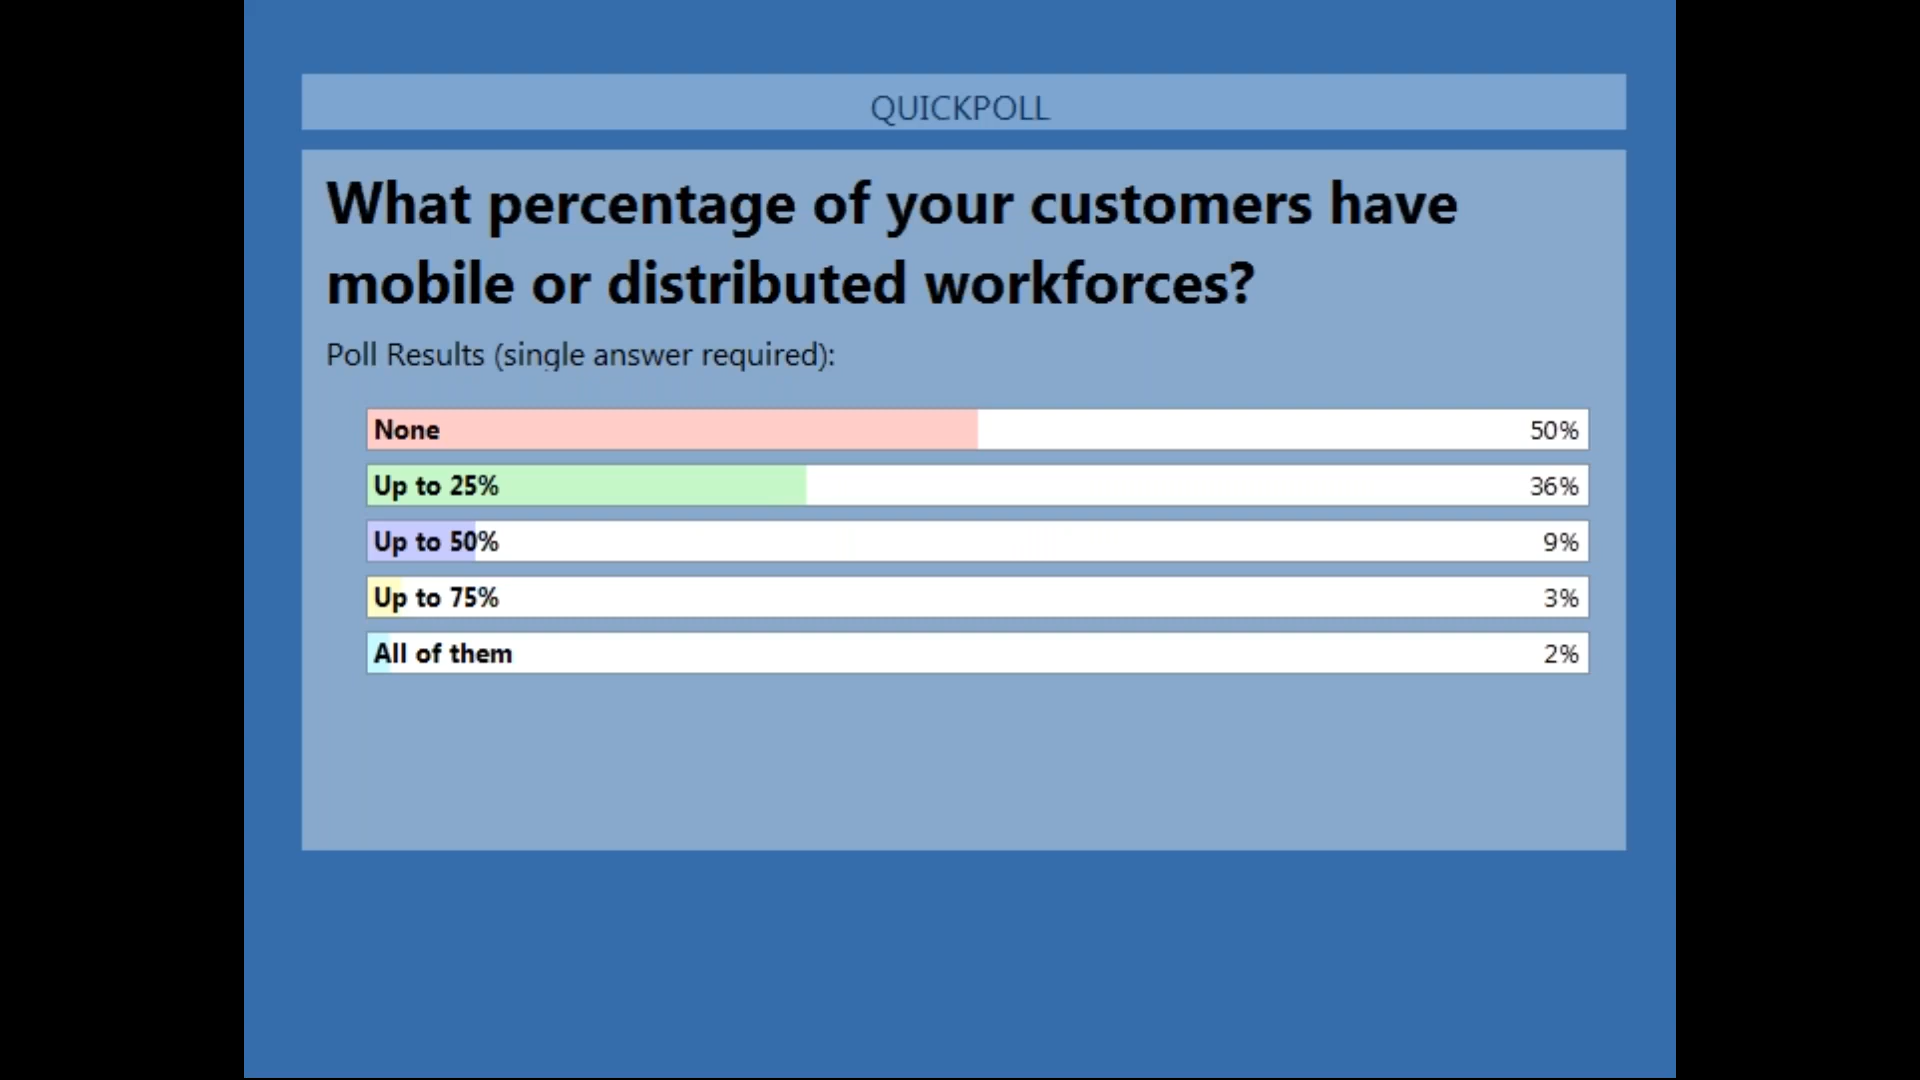 QUICKPOLL
What percentage of your customers have
mobile or distributed workforces?
Poll Results (single answer required):
None 50%
Up to 25% 36%
Up to 50% 9%
Up to 75% 3%
All of them 2%